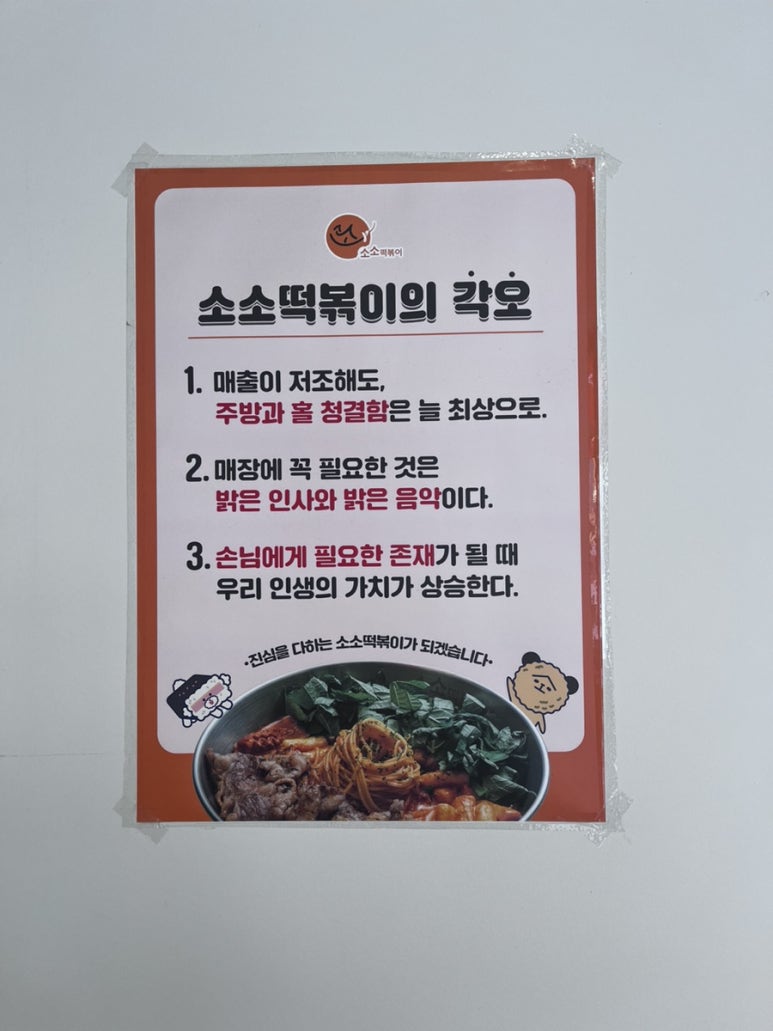 소소떡볶이
소소떡볶이의 각오
1. 매출이 저조해도,
주방과 홀 청결함은 늘 최상으로.
2. 매장에 꼭 필요한 것은
밝은 인사와 밝은 음악이다.
3. 손님에게 필요한 존재가 될 때
우리 인생의 가치가 상승한다.
·진심을 다하는 소소떡볶이가 되겠습니다·